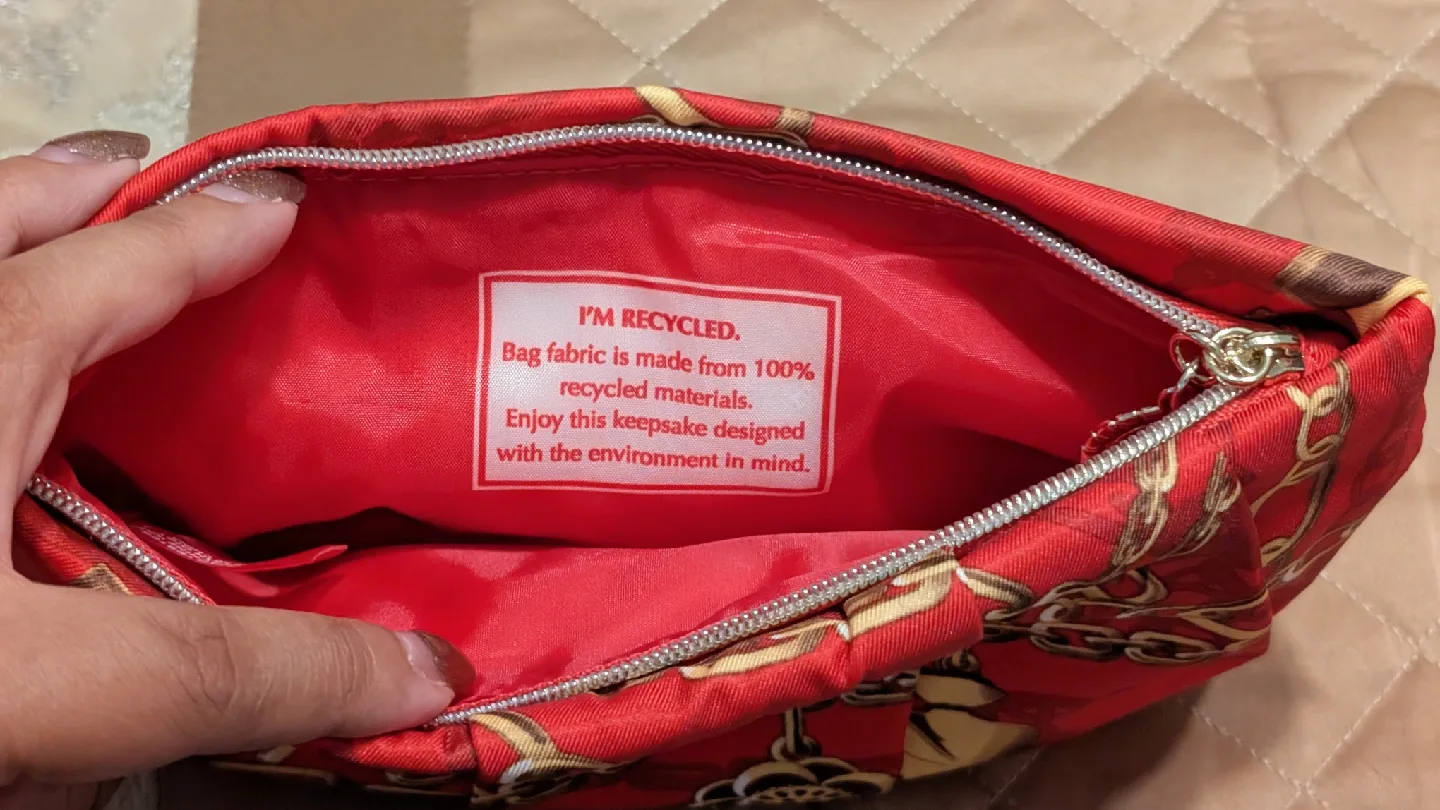 I'M RECYCLED.
Bag fabric is made from 100%
recycled materials.
Enjoy this keepsake designed
with the environment in mind.